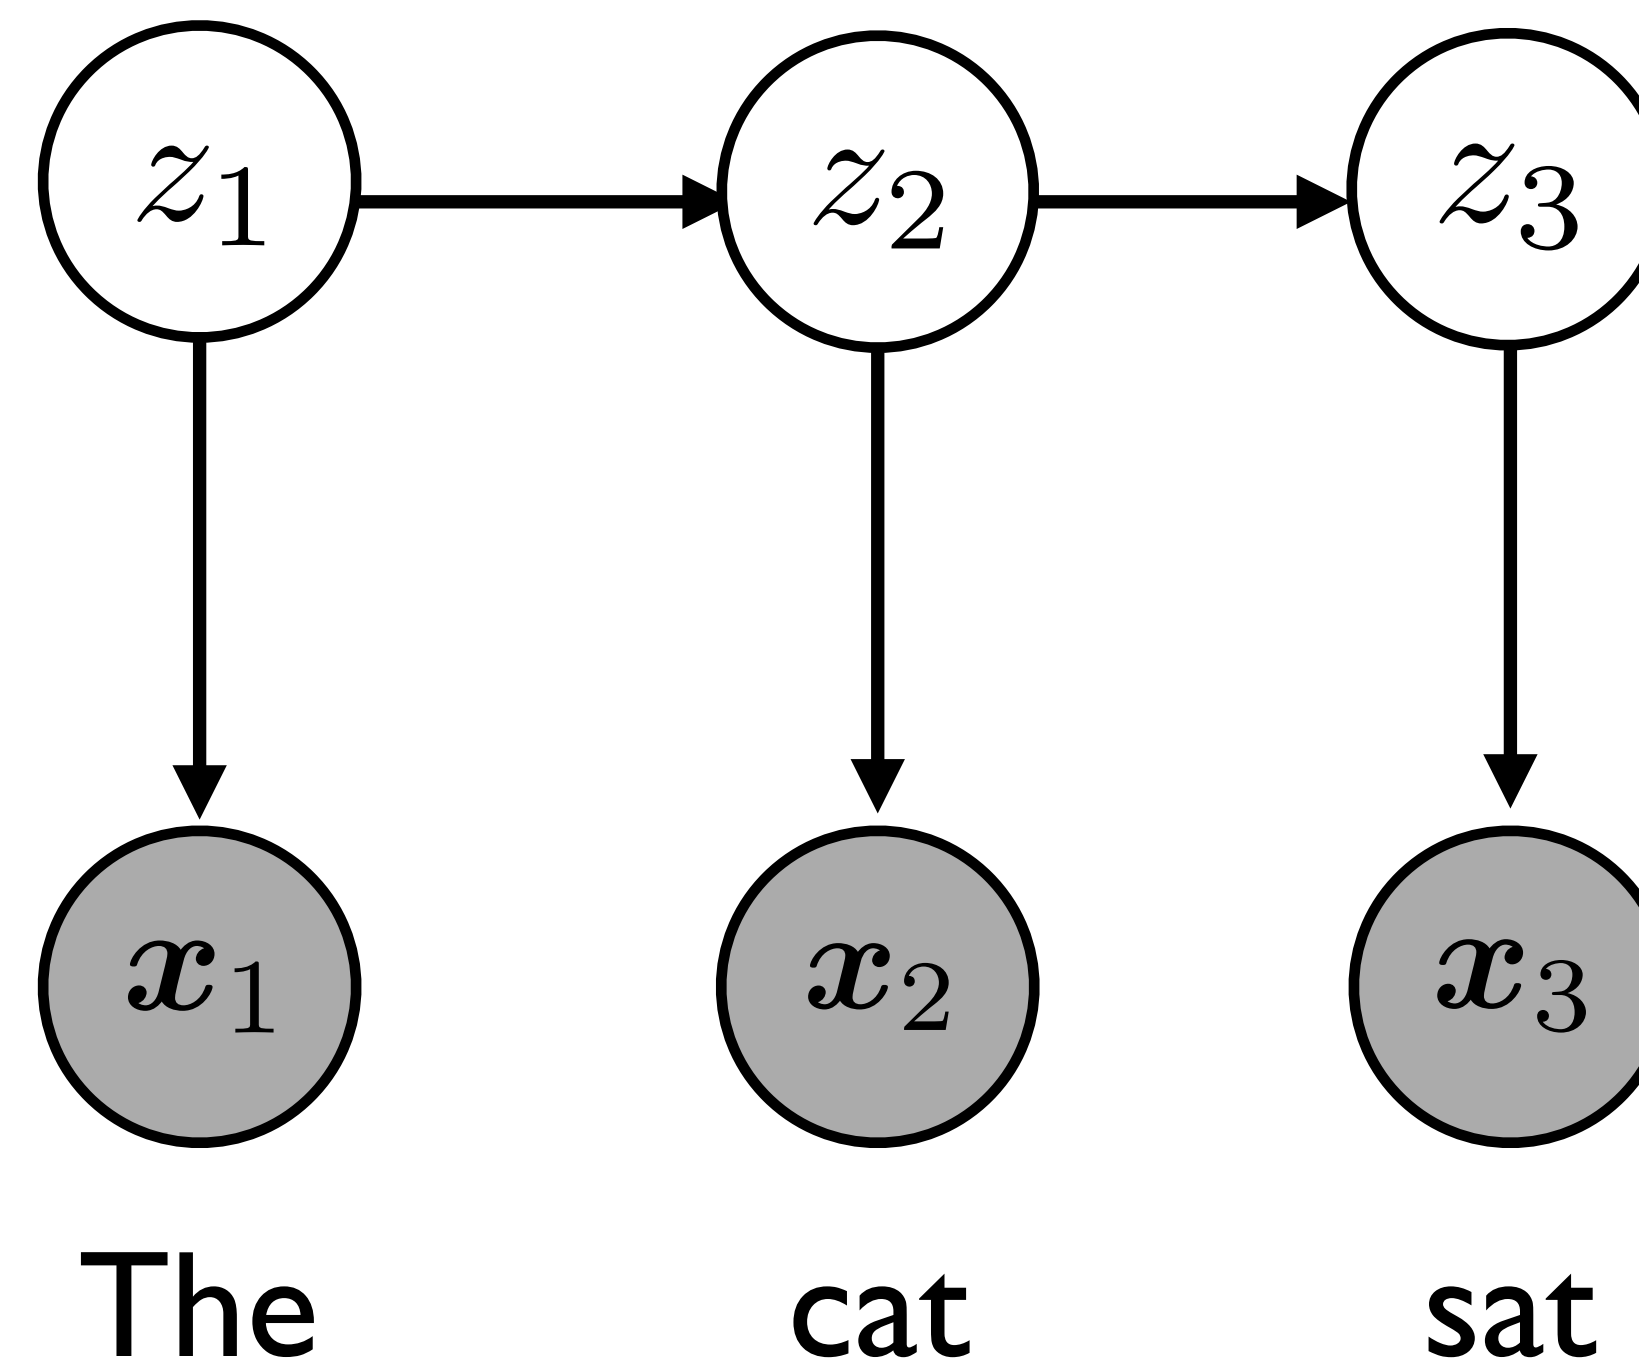 z₁ z₂ z₃
x₁ x₂ x₃
The cat sat